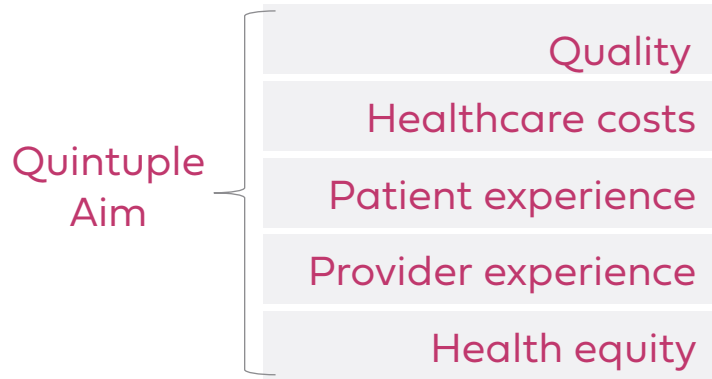 Quintuple
Aim
Quality
Healthcare costs
Patient experience
Provider experience
Health equity